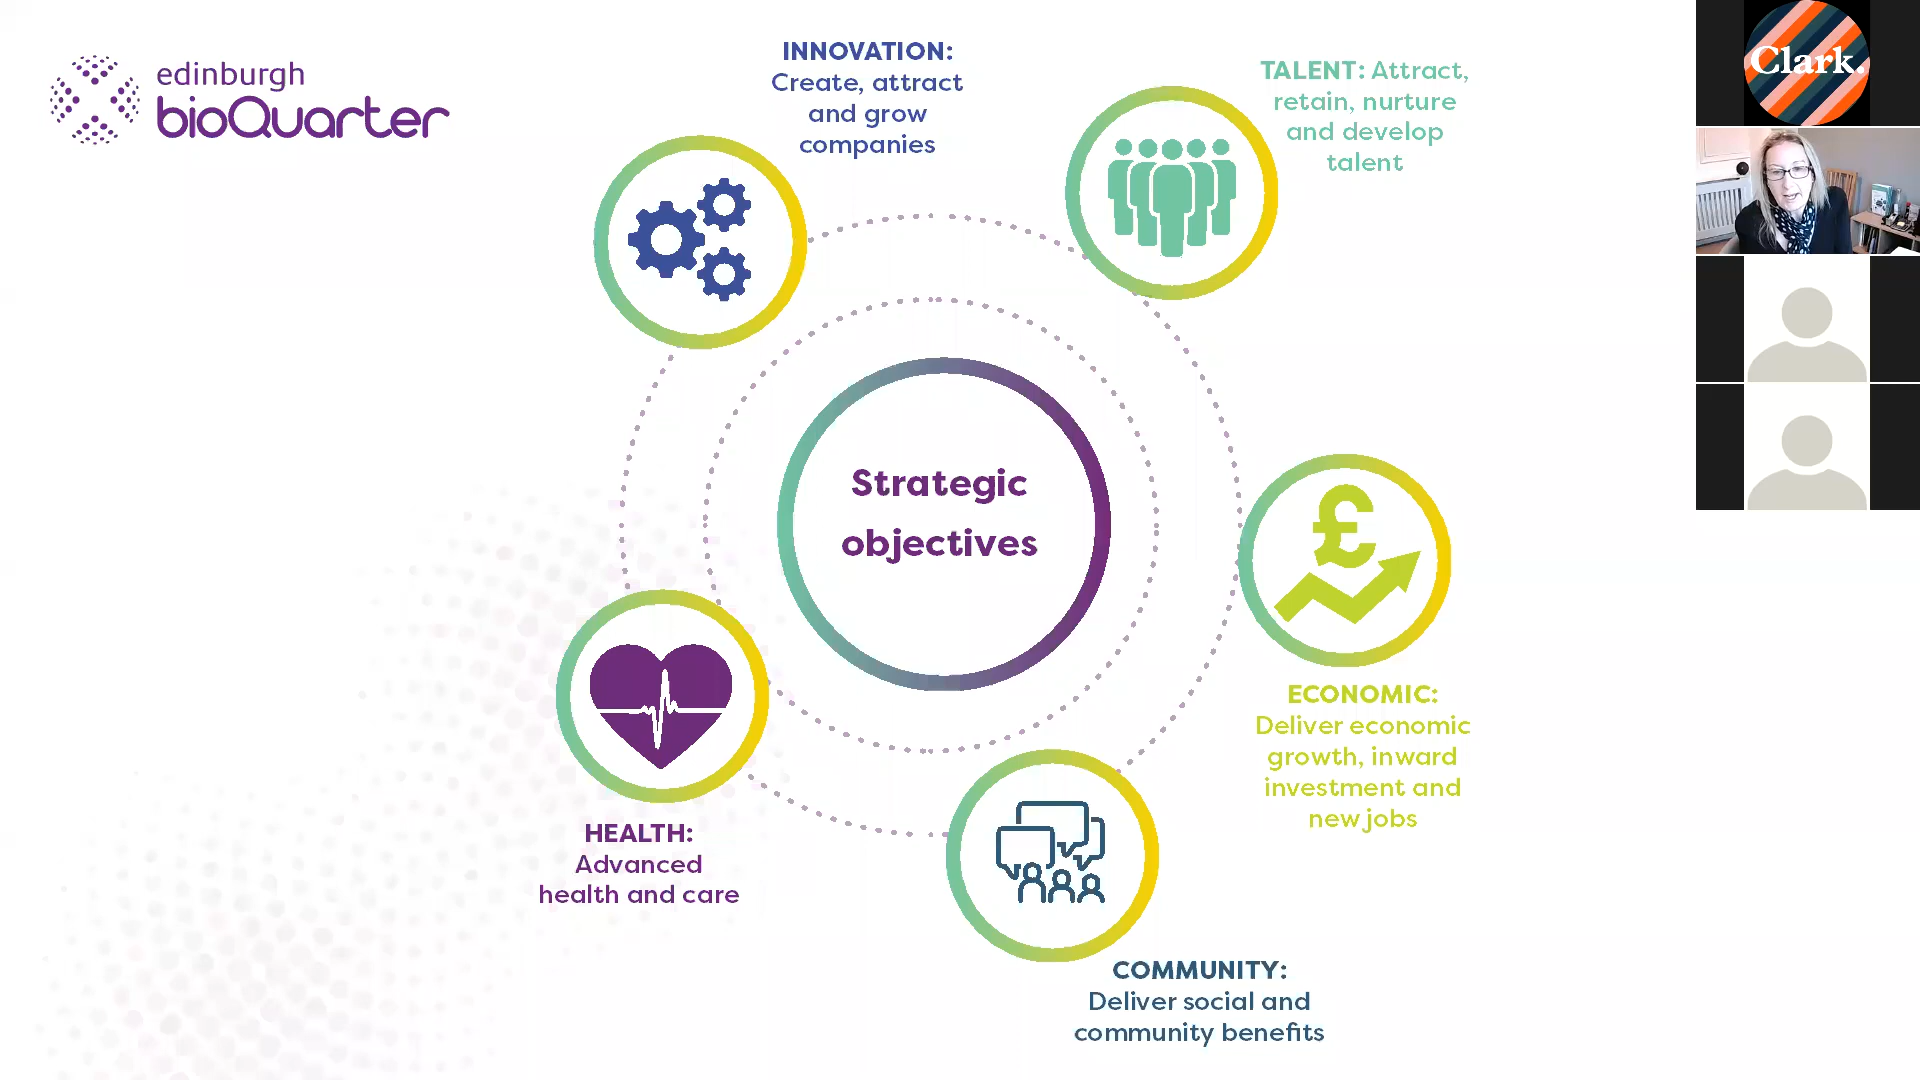 edinburgh
bioQuarter
INNOVATION:
Create, attract
and grow
companies
TALENT: Attract,
retain, nurture
and develop
talent
Strategic
objectives
ECONOMIC:
Deliver economic
growth, inward
investment and
new jobs
HEALTH:
Advanced
health and care
COMMUNITY:
Deliver social and
community benefits
Clark.